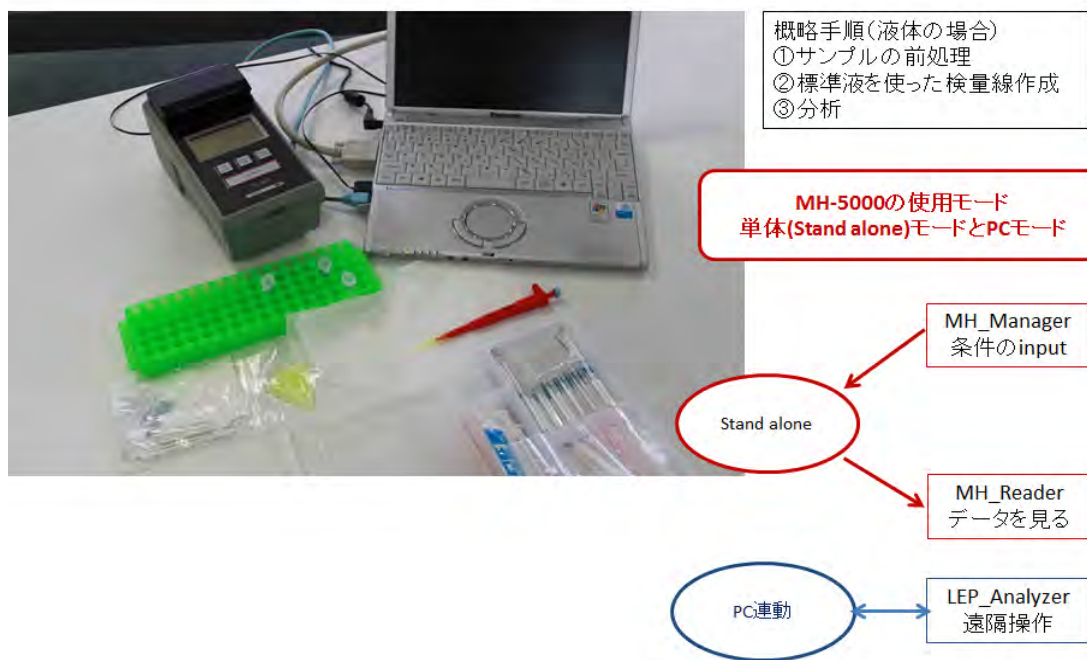 概略手順(液体の場合)
①サンプルの前処理
②標準液を使った検量線作成
③分析
MH-5000の使用モード
単体(Stand alone)モードとPCモード
MH_Manager
条件のinput
Stand alone
MH_Reader
データを見る
PC連動
LEP_Analyzer
遠隔操作